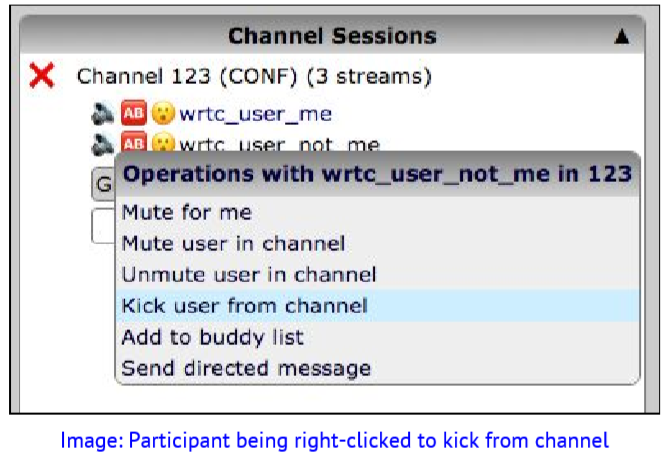 Channel Sessions ▲
Channel 123 (CONF) (3 streams)
AB wrtc_user_me
AB wrtc_user_not_me
G
Operations with wrtc_user_not_me in 123
Mute for me
Mute user in channel
Unmute user in channel
Kick user from channel
Add to buddy list
Send directed message
Image: Participant being right-clicked to kick from channel